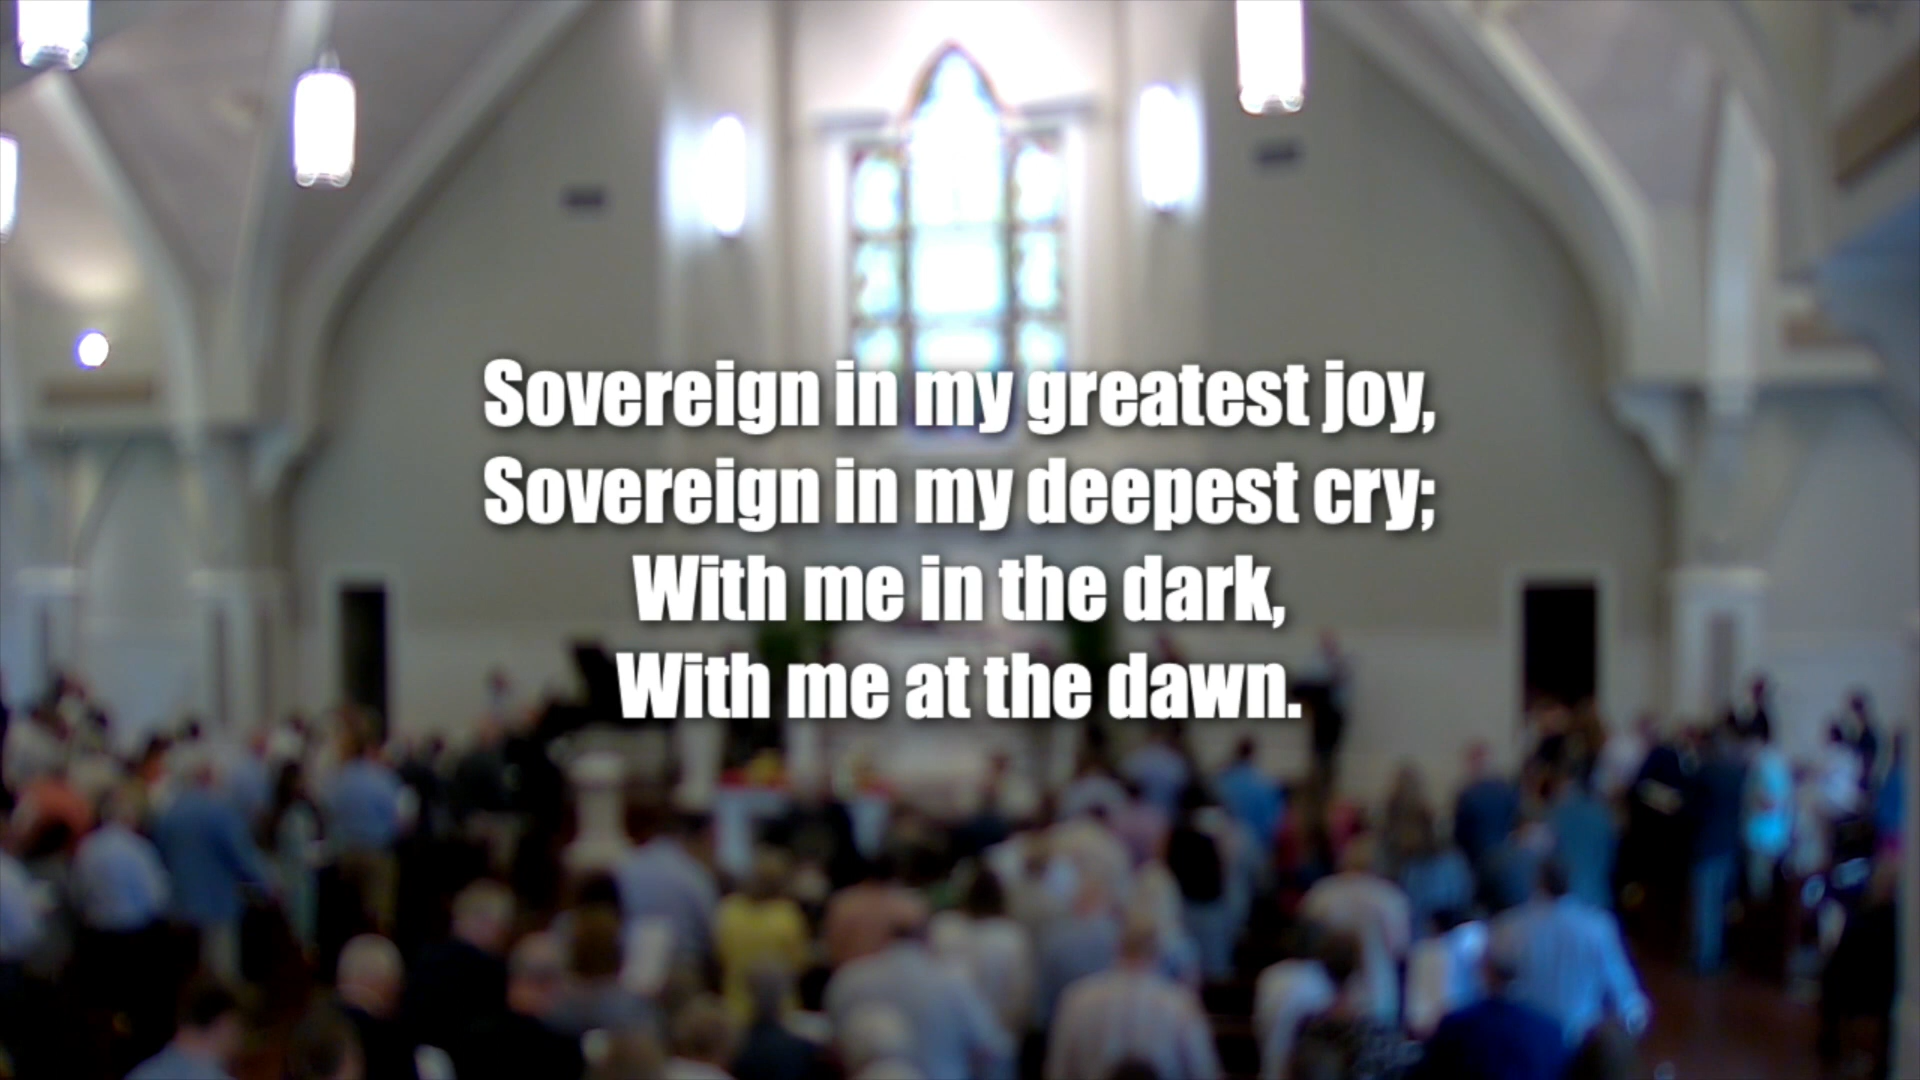 Sovereign in my greatest joy,
Sovereign in my deepest cry;
With me in the dark,
With me at the dawn.